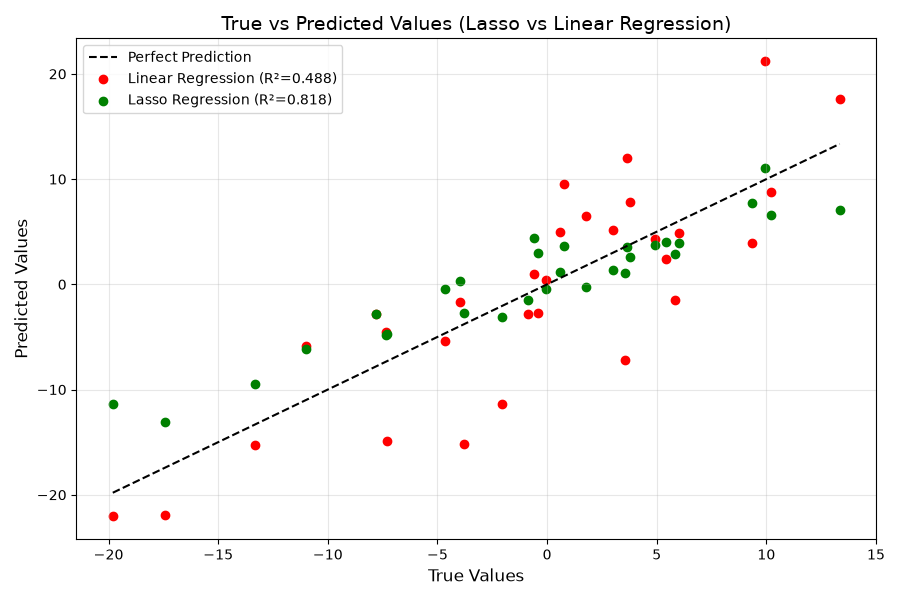 True vs Predicted Values (Lasso vs Linear Regression)
Perfect Prediction
Linear Regression (R²=0.488)
Lasso Regression (R²=0.818)
Predicted Values
20
10
0
−10
−20
−20
−15
−10
−5
0
5
10
15
True Values